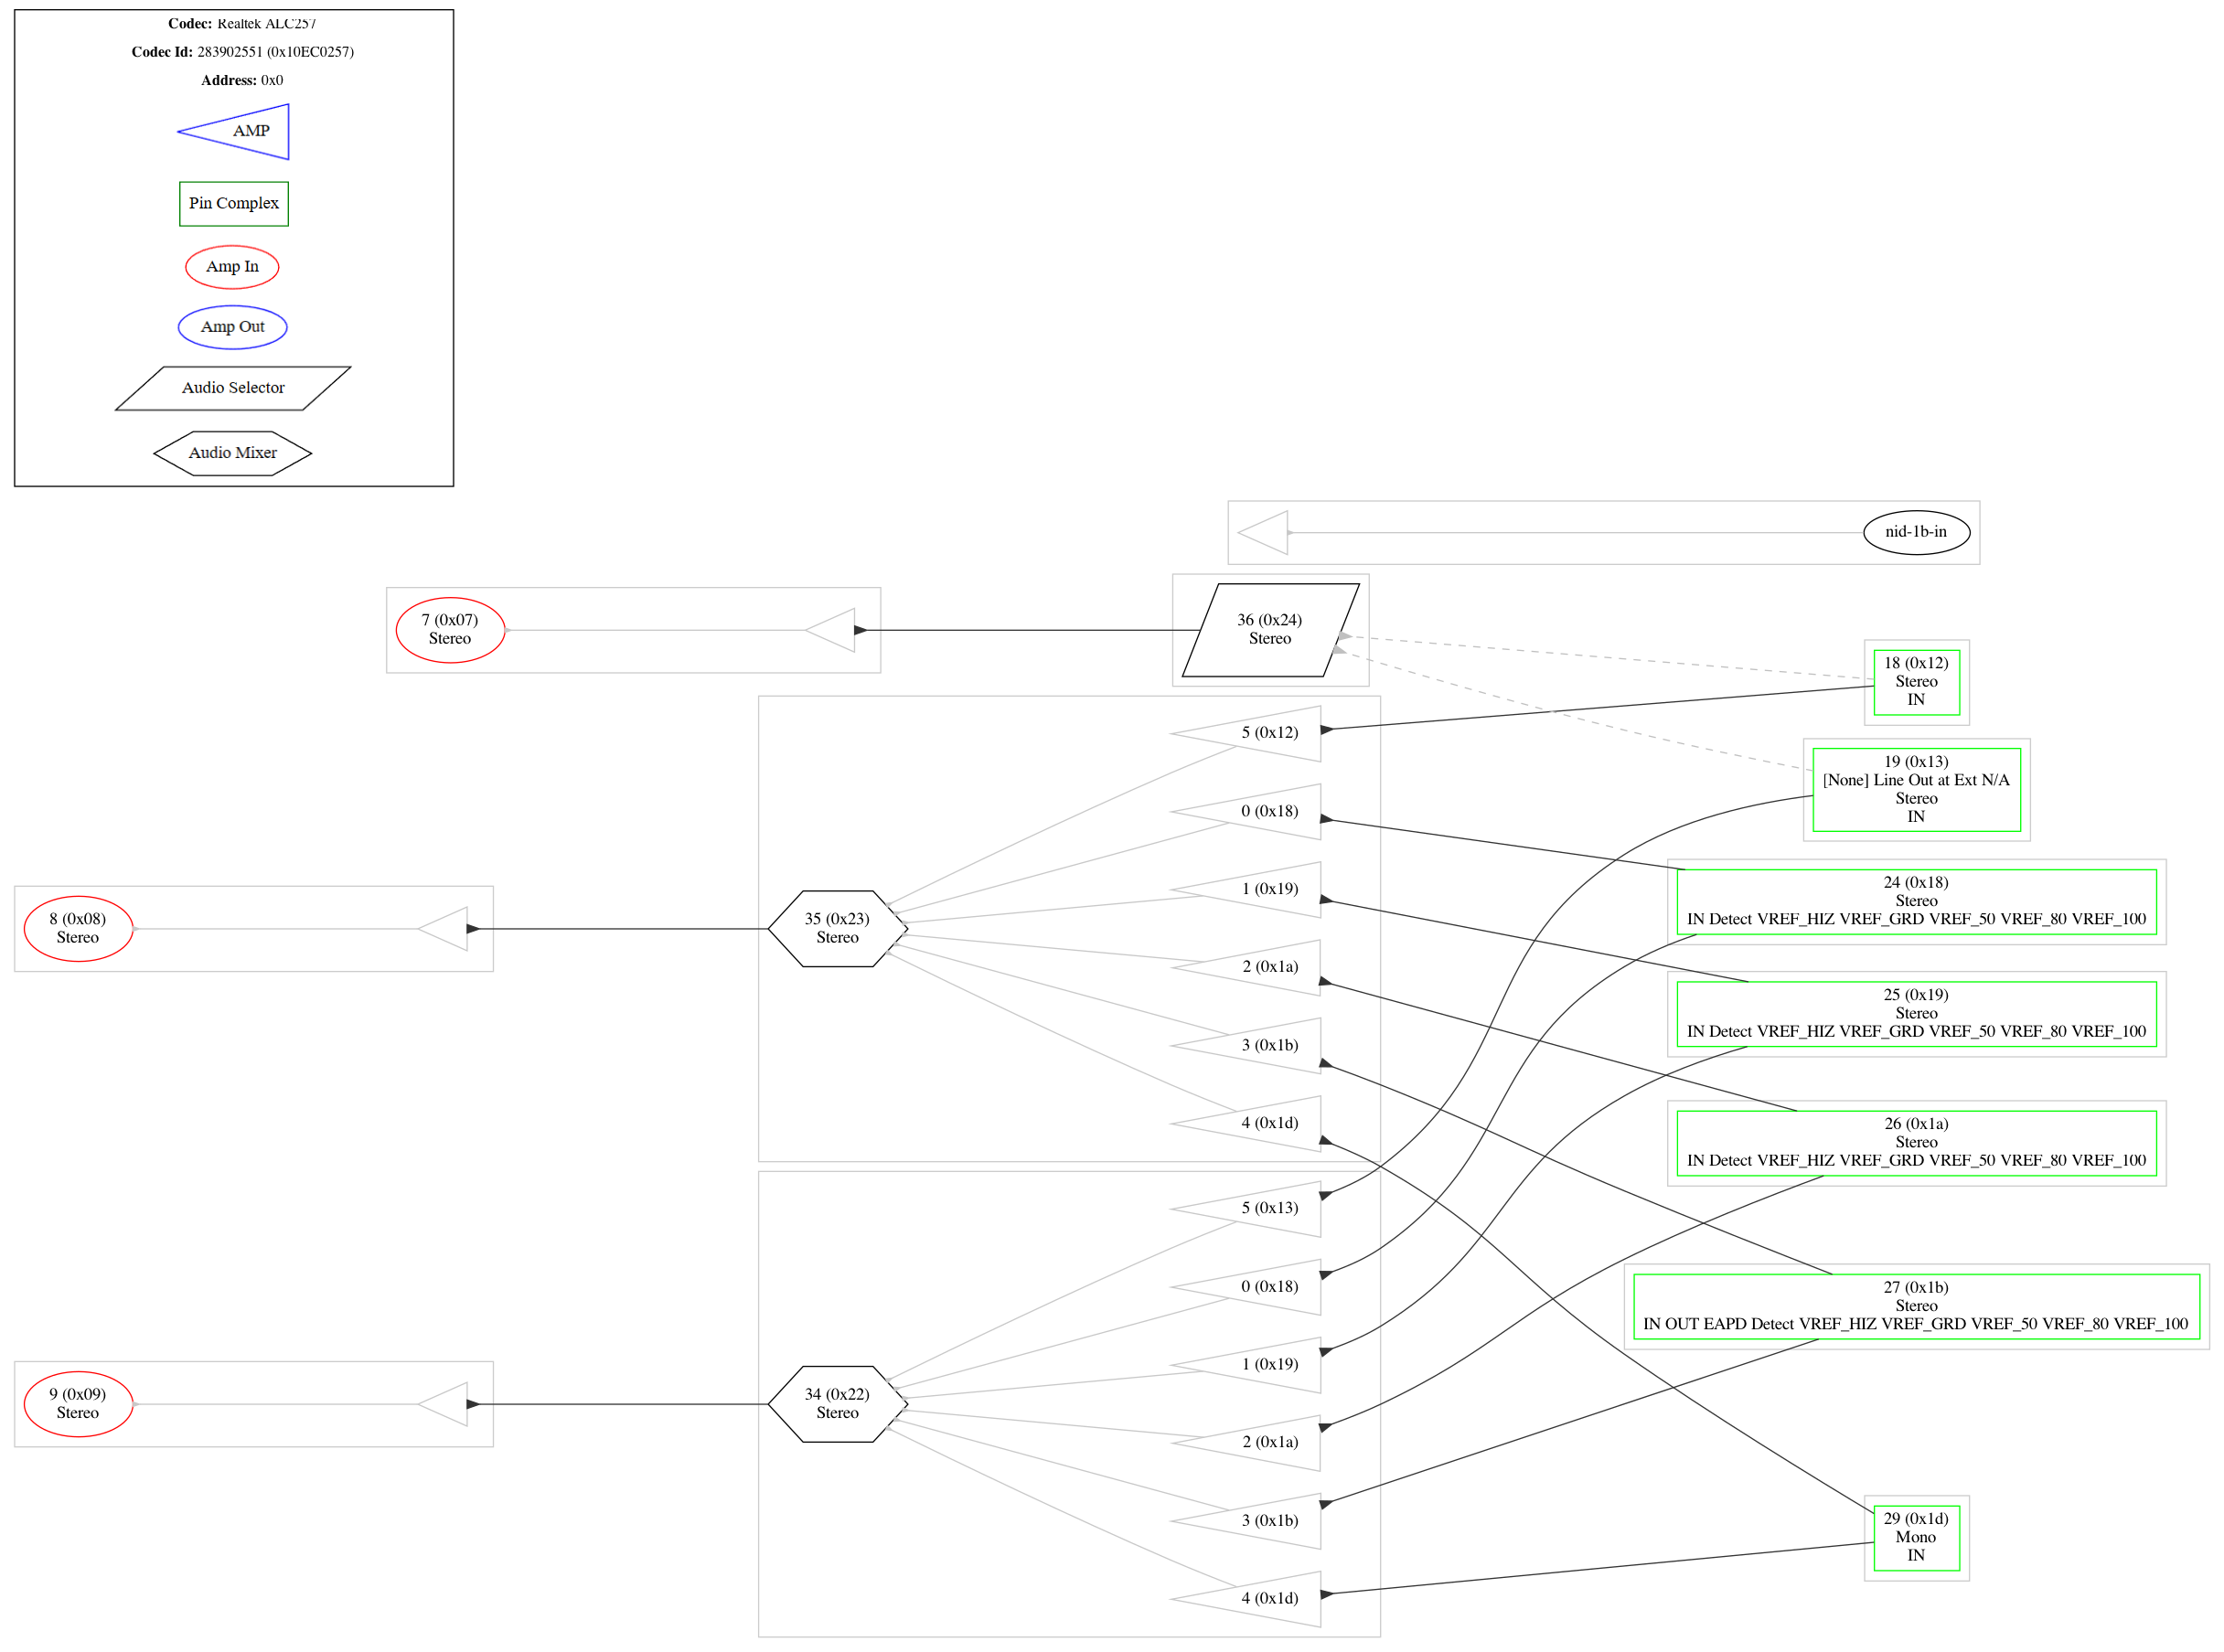 Codec: Realtek ALC257
Codec Id: 283902551 (0x10EC0257)
Address: 0x0
AMP
Pin Complex
Amp In
Amp Out
Audio Selector
Audio Mixer
nid-1b-in
7 (0x07)
Stereo
36 (0x24)
Stereo
18 (0x12)
Stereo
IN
5 (0x12)
0 (0x18)
1 (0x19)
2 (0x1a)
3 (0x1b)
4 (0x1d)
19 (0x13)
[None] Line Out at Ext N/A
Stereo
IN
8 (0x08)
Stereo
35 (0x23)
Stereo
24 (0x18)
Stereo
IN Detect VREF_HIZ VREF_GRD VREF_50 VREF_80 VREF_100
25 (0x19)
Stereo
IN Detect VREF_HIZ VREF_GRD VREF_50 VREF_80 VREF_100
26 (0x1a)
Stereo
IN Detect VREF_HIZ VREF_GRD VREF_50 VREF_80 VREF_100
5 (0x13)
0 (0x18)
1 (0x19)
2 (0x1a)
3 (0x1b)
4 (0x1d)
27 (0x1b)
Stereo
IN OUT EAPD Detect VREF_HIZ VREF_GRD VREF_50 VREF_80 VREF_100
9 (0x09)
Stereo
34 (0x22)
Stereo
29 (0x1d)
Mono
IN